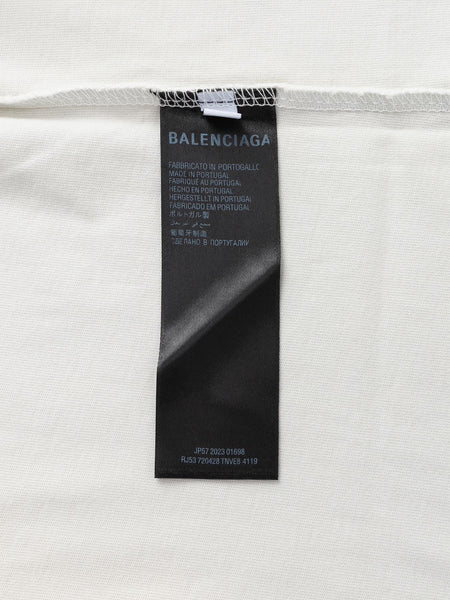 BALENCIAGA
FABBRICATO IN PORTOGALLO
MADE IN PORTUGAL
FABRIQUE AU PORTUGAL
HECHO EN PORTUGAL
HERGESTELLT IN PORTUGAL
FABRICADO EM PORTUGAL
ポルトガル製
葡萄牙制造
СДЕЛАНО В ПОРТУГАЛИИ
JP57 2023 01698
RJ53 720428 TNVE8 4119